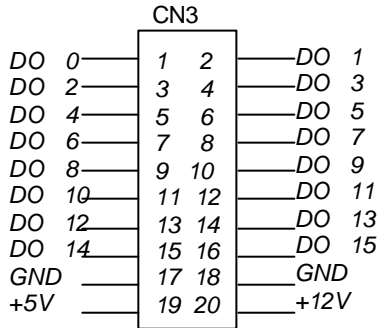 CN3
DO 0 1 2 DO 1
DO 2 3 4 DO 3
DO 4 5 6 DO 5
DO 6 7 8 DO 7
DO 8 9 10 DO 9
DO 10 11 12 DO 11
DO 12 13 14 DO 13
DO 14 15 16 DO 15
GND 17 18 GND
+5V 19 20 +12V